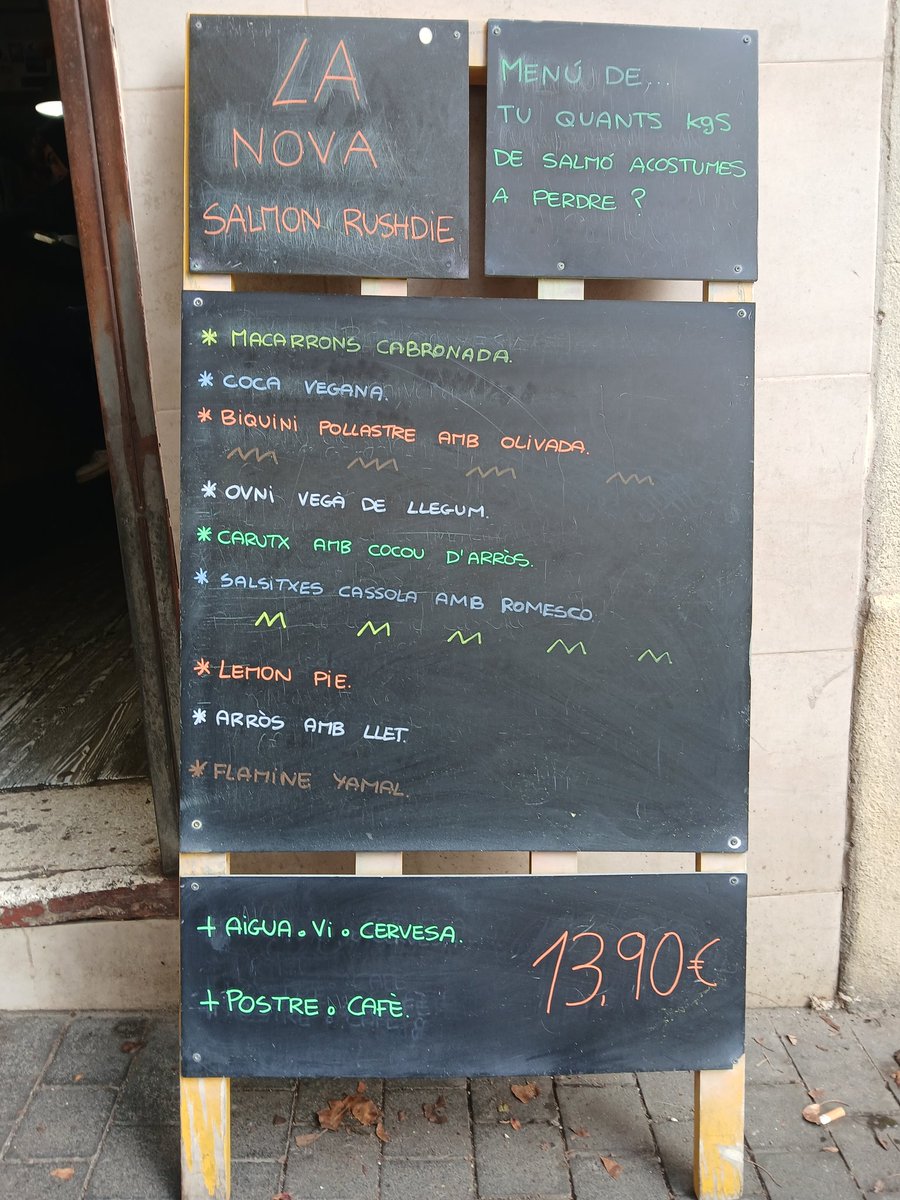 LA
NOVA
SALMON RUSHDIE
MENÚ DE...
TU QUANTS KgS
DE SALMÓ ACOSTUMES
A PERDRE ?
* MACARRONS CABRONADA.
* COCA VEGANA.
* BIQUINI POLLASTRE AMB OLIVADA.
* OVNI VEGÀ DE LLEGUM.
* CARUTX AMB COCOU D'ARRÒS.
* SALSITXES CASSOLA AMB ROMESCO.
* LEMON PIE.
* ARRÒS AMB LLET.
* FLAMINE YAMAL.
+ AIGUA o VI o CERVESA.
+ POSTRE o CAFÈ.
13,90€